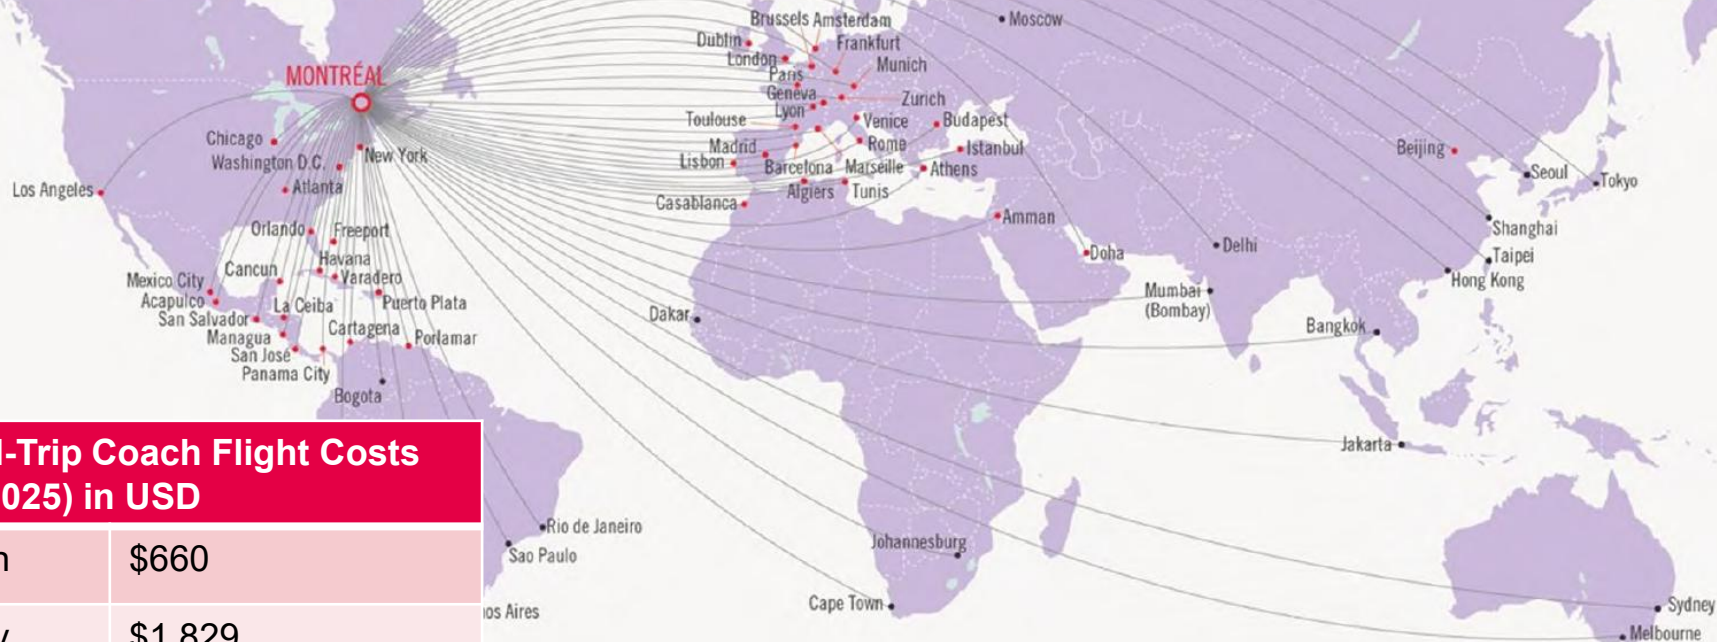 Brussels Amsterdam
Moscow
Dublin
Frankfurt
London
Munich
Paris
MONTRÉAL
Geneva
Zurich
Lyon
Toulouse
Venice
Budapest
Chicago
Madrid
Rome
Istanbul
Beijing
New York
Washington D.C.
Lisbon
Barcelona
Marseille
Athens
Seoul
Tokyo
Los Angeles
Atlanta
Algiers
Tunis
Casablanca
Amman
Orlando
Freeport
Shanghai
Delhi
Doha
Taipei
Havana
Cancun
Varadero
Mexico City
Hong Kong
Acapulco
La Ceiba
Puerto Plata
Mumbai
(Bombay)
San Salvador
Dakar
Cartagena
Bangkok
Managua
Porlamar
San José
Panama City
Bogota
Jakarta
-Trip Coach Flight Costs
025) in USD
Rio de Janeiro
Johannesburg
Sao Paulo
$660
Cape Town
Sydney
os Aires
$1,829
Melbourne